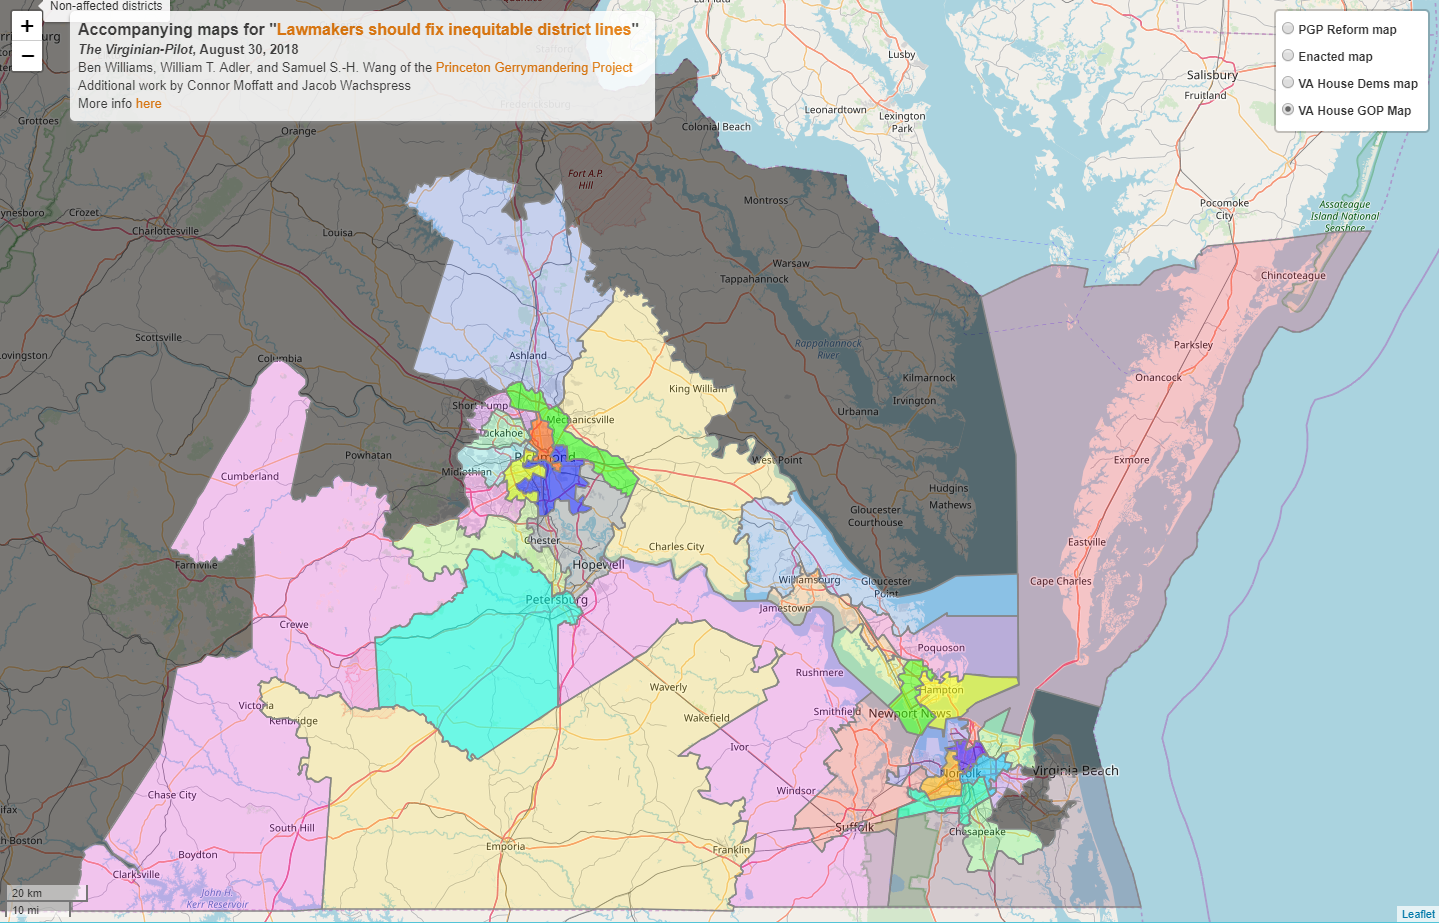 Non-affected districts
+
−
Accompanying maps for "Lawmakers should fix inequitable district lines"
The Virginian-Pilot, August 30, 2018
Ben Williams, William T. Adler, and Samuel S.-H. Wang of the Princeton Gerrymandering Project
Additional work by Connor Moffatt and Jacob Wachspress
More info here
PGP Reform map
Enacted map
VA House Dems map
VA House GOP Map
La Plata
Lusby
Salisbury
Fruitland
Leonardtown
Lexington
Park
Colonial Beach
Fredericksburg
Grottoes
Orange
Fort A.P.
Hill
Montross
Pocomoke
City
Assateague
Island National
Seashore
Crozet
Charlottesville
Louisa
Warsaw
Tappahannock
Chincoteague
Scottsville
Rappahannock
River
Parksley
Columbia
Ashland
Kilmarnock
Onancock
King William
Irvington
Urbanna
Short Pump
Mechanicsville
Powhatan
Richmond
West Point
Exmore
Midlothian
Cumberland
Hudgins
Mathews
Gloucester
Courthouse
Chester
Charles City
Eastville
Farmville
Hopewell
Williamsburg
Gloucester
Point
Cape Charles
Petersburg
Jamestown
Crewe
Poquoson
Rushmere
Waverly
Hampton
Victoria
Kenbridge
Wakefield
Smithfield
Newport News
Ivor
Norfolk
Virginia Beach
Chase City
Windsor
South Hill
Suffolk
Chesapeake
Emporia
Franklin
Boydton
Clarksville
John H.
Kerr Reservoir
20 km
10 mi
Leaflet